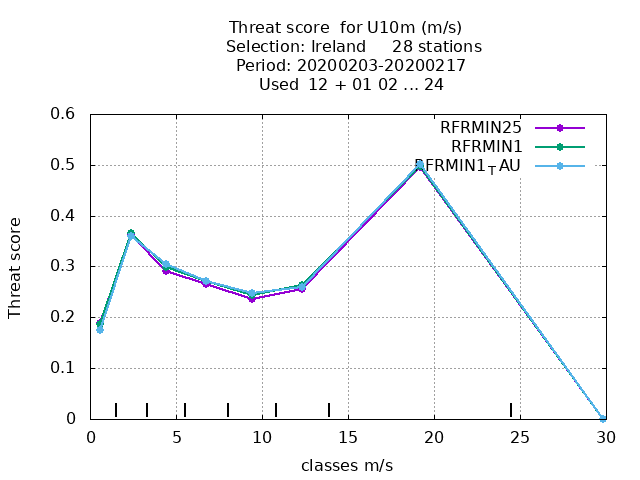 Threat score  for U10m (m/s)
Selection: Ireland     28 stations
Period: 20200203-20200217
Used  12 + 01 02 ... 24
RFRMIN25
RFRMIN1
RFRMIN1TAU
Threat score
0.6
0.5
0.4
0.3
0.2
0.1
0
0 5 10 15 20 25 30
classes m/s